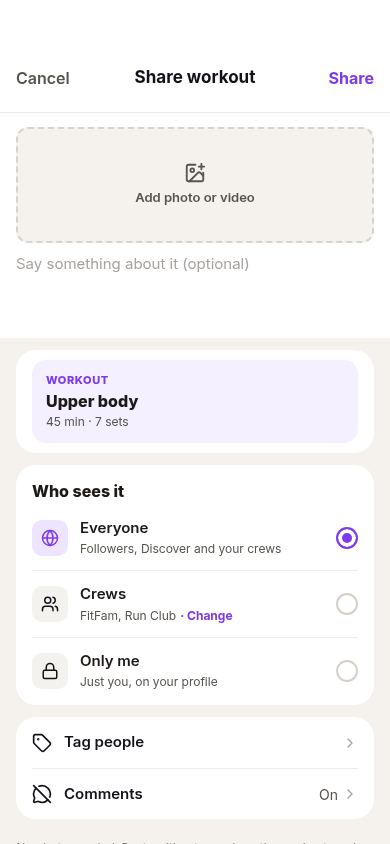 Cancel
Share workout
Share
Add photo or video
Say something about it (optional)
WORKOUT
Upper body
45 min · 7 sets
Who sees it
Everyone
Followers, Discover and your crews
Crews
FitFam, Run Club · Change
Only me
Just you, on your profile
Tag people
Comments
On